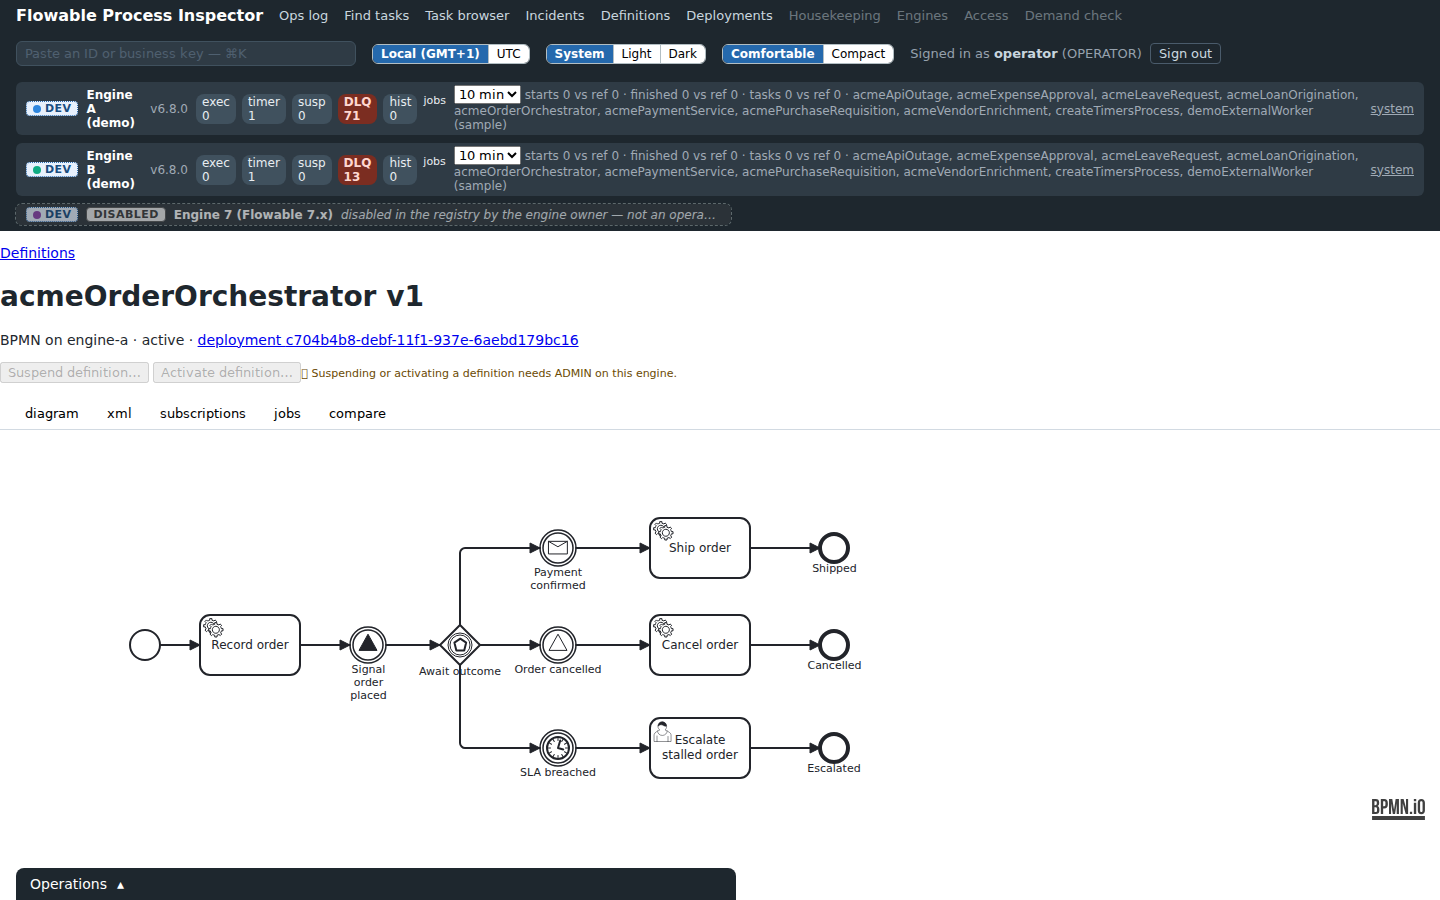 Flowable Process Inspector Ops log Find tasks Task browser Incidents Definitions Deployments Housekeeping Engines Access Demand check
Paste an ID or business key — ⌘K Local (GMT+1) UTC System Light Dark Comfortable Compact Signed in as operator (OPERATOR) Sign out
DEV Engine A (demo) v6.8.0 exec 0 timer 1 susp 0 DLQ 71 hist 0 jobs 10 min starts 0 vs ref 0 · finished 0 vs ref 0 · tasks 0 vs ref 0 · acmeApiOutage, acmeExpenseApproval, acmeLeaveRequest, acmeLoanOrigination,
acmeOrderOrchestrator, acmePaymentService, acmePurchaseRequisition, acmeVendorEnrichment, createTimersProcess, demoExternalWorker system
(sample)
DEV Engine B (demo) v6.8.0 exec 0 timer 1 susp 0 DLQ 13 hist 0 jobs 10 min starts 0 vs ref 0 · finished 0 vs ref 0 · tasks 0 vs ref 0 · acmeApiOutage, acmeExpenseApproval, acmeLeaveRequest, acmeLoanOrigination,
acmeOrderOrchestrator, acmePaymentService, acmePurchaseRequisition, acmeVendorEnrichment, createTimersProcess, demoExternalWorker system
(sample)
DEV DISABLED Engine 7 (Flowable 7.x) disabled in the registry by the engine owner — not an opera…
Definitions
acmeOrderOrchestrator v1
BPMN on engine-a · active · deployment c704b4b8-debf-11f1-937e-6aebd179bc16
Suspend definition… Activate definition… Suspending or activating a definition needs ADMIN on this engine.
diagram xml subscriptions jobs compare
Payment
confirmed
Ship order
Shipped
Record order
Signal
order
placed
Await outcome
Order cancelled
Cancel order
Cancelled
SLA breached
Escalate
stalled order
Escalated
BPMN.iO
Operations ▲